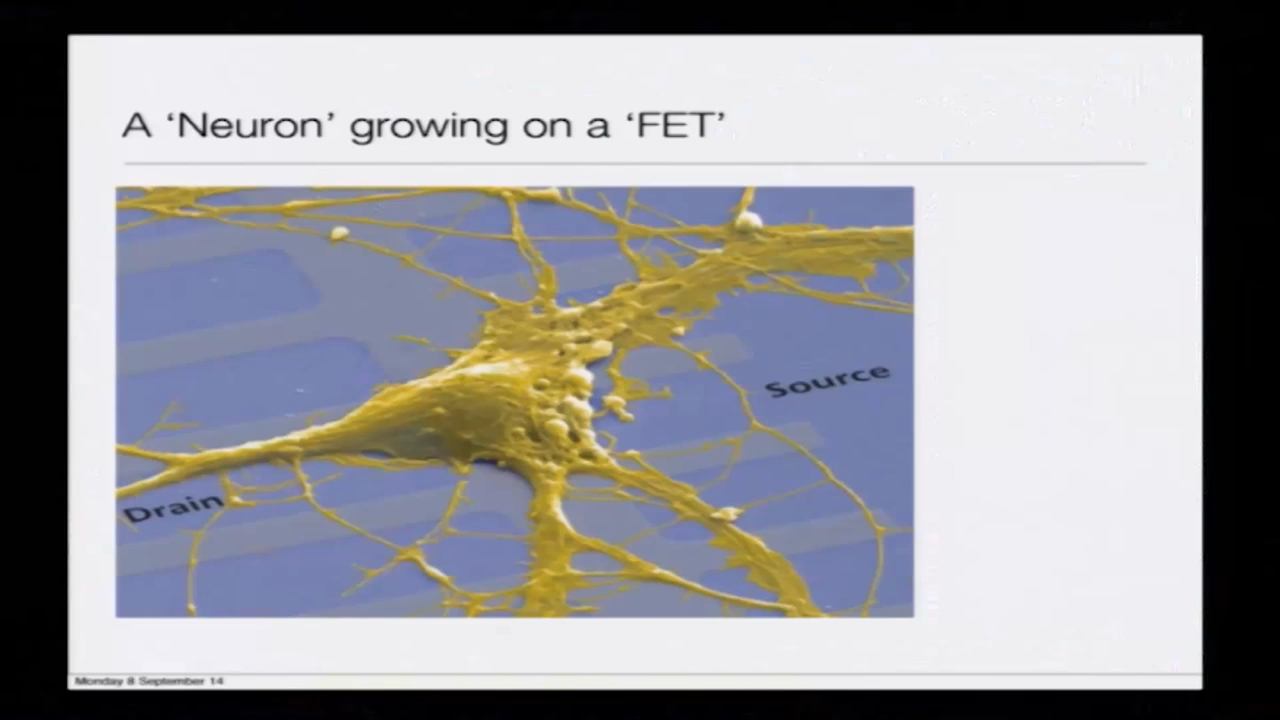 A ‘Neuron’ growing on a ‘FET’
Source
Drain
Monday 8 September 14